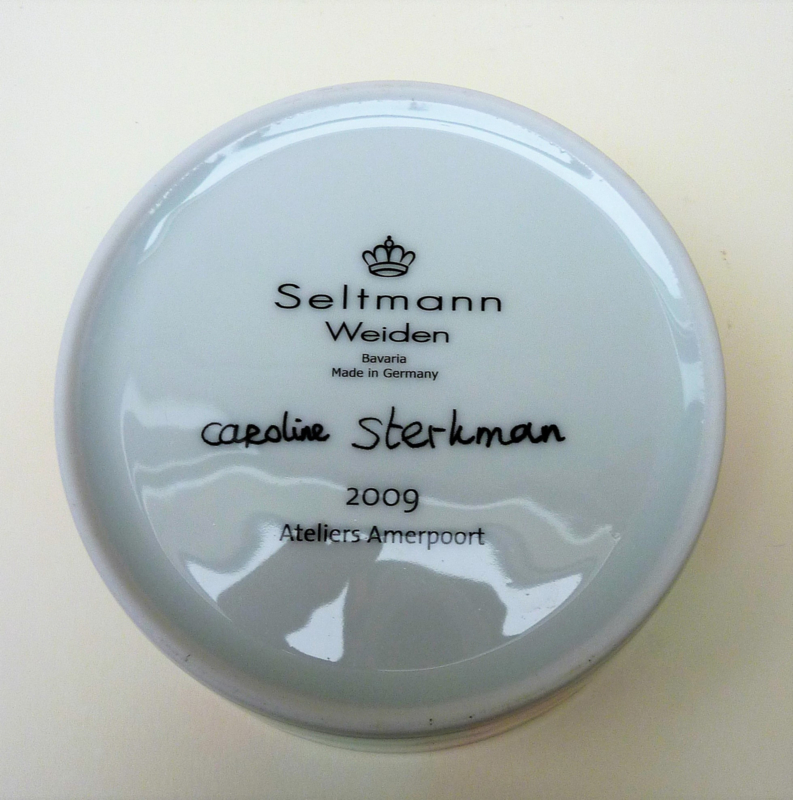 Seltmann
Weiden
Bavaria
Made in Germany
Caroline Sterkman
2009
Ateliers Amerpoort